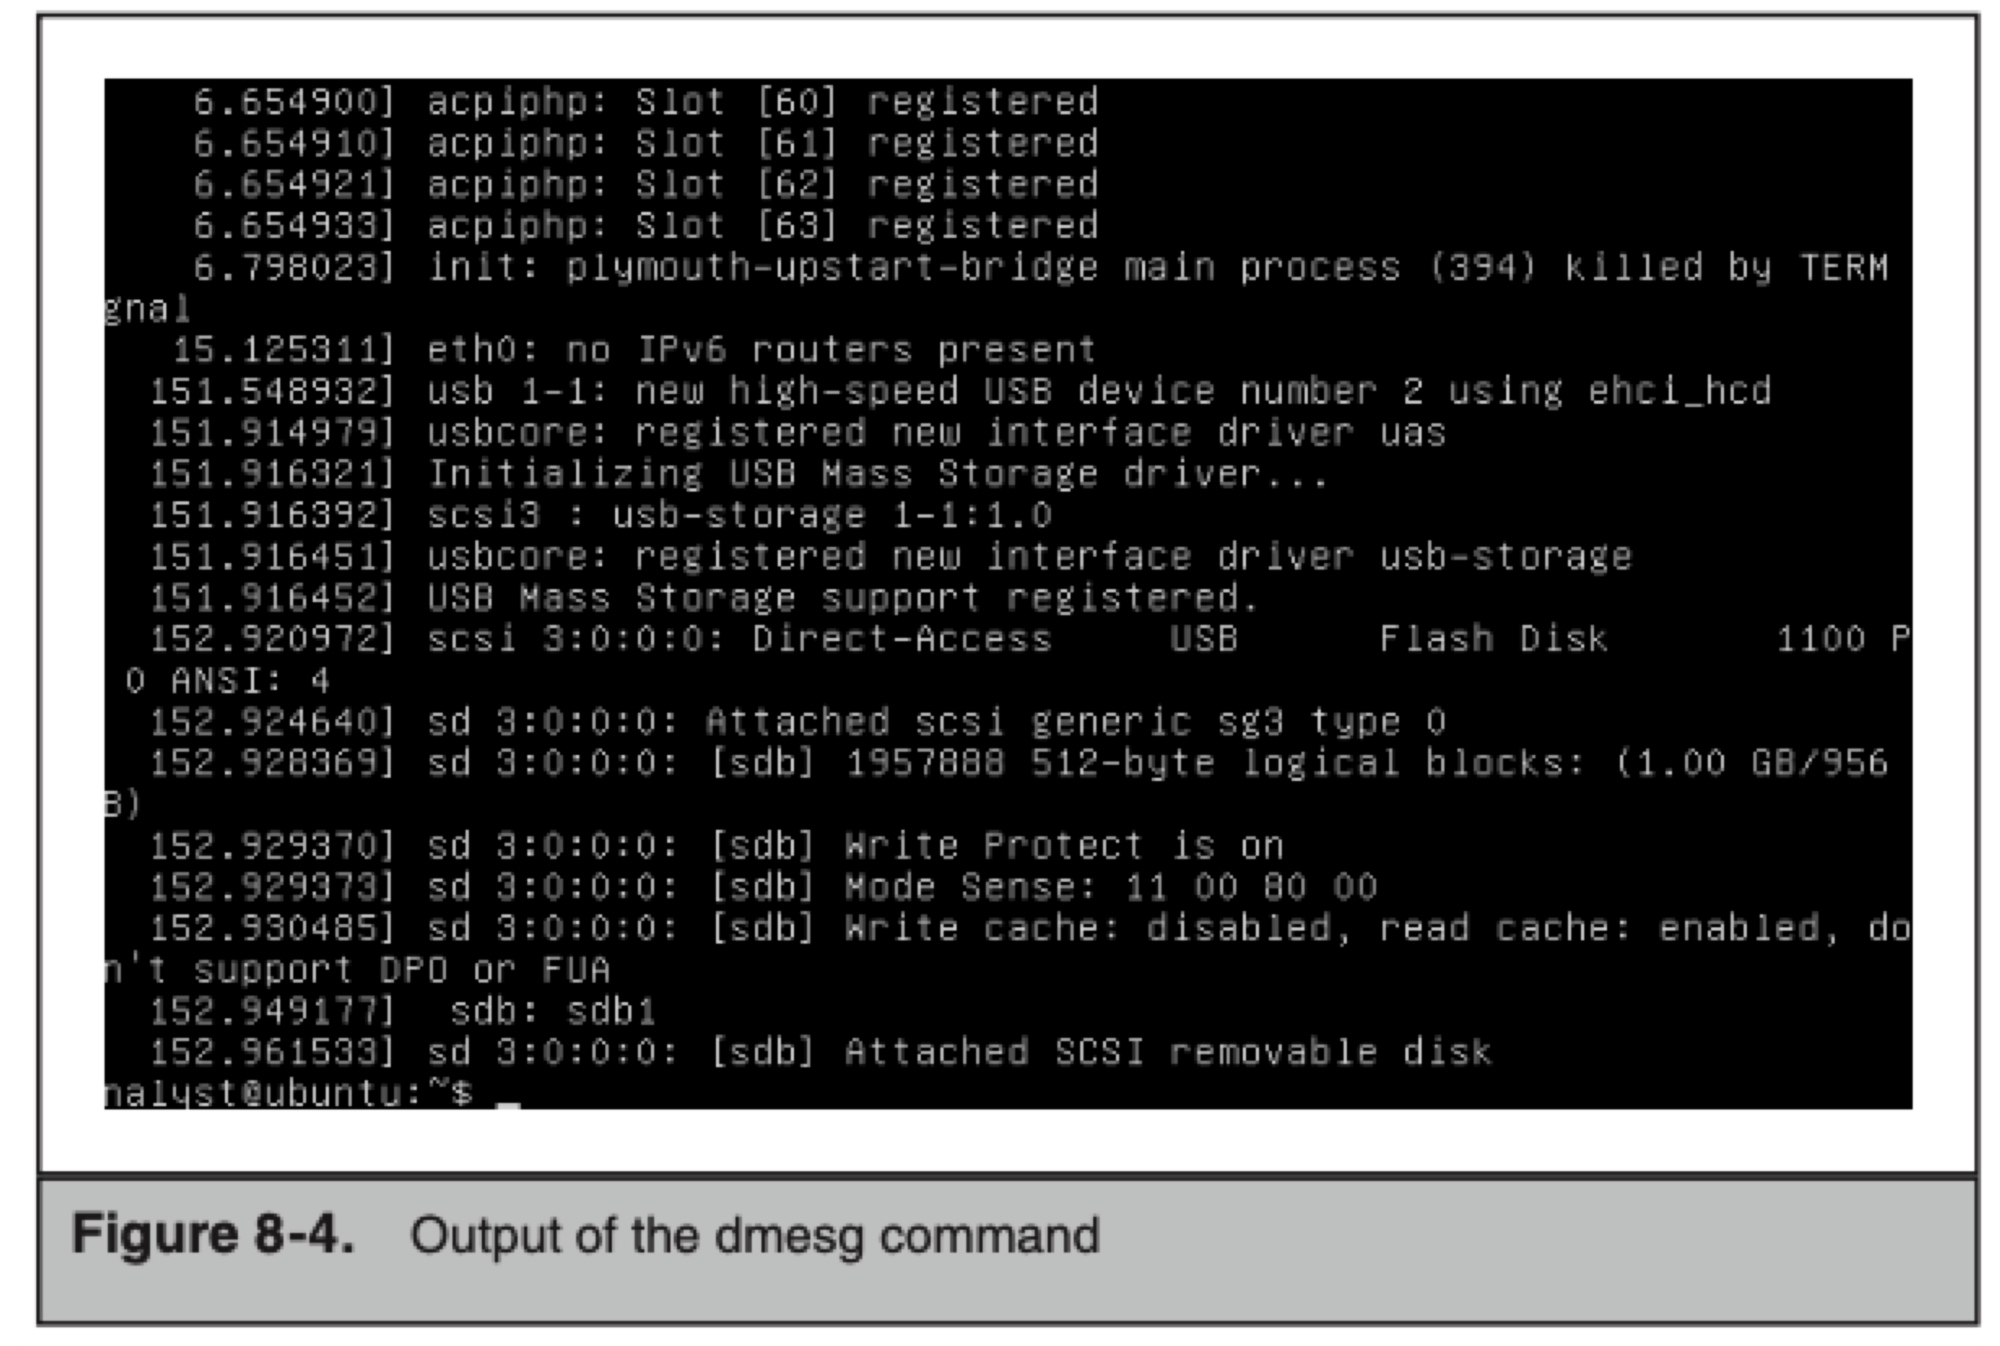 6.654900] acpiphp: Slot [60] registered
6.654910] acpiphp: Slot [61] registered
6.654921] acpiphp: Slot [62] registered
6.654933] acpiphp: Slot [63] registered
6.798023] init: plymouth-upstart-bridge main process (394) killed by TERM
gnal
15.125311] eth0: no IPv6 routers present
151.548932] usb 1-1: new high-speed USB device number 2 using ehci_hcd
151.914979] usbcore: registered new interface driver uas
151.916321] Initializing USB Mass Storage driver...
151.916392] scsi3 : usb-storage 1-1:1.0
151.916451] usbcore: registered new interface driver usb-storage
151.916452] USB Mass Storage support registered.
152.920972] scsi 3:0:0:0: Direct-Access     USB      Flash Disk       1100 P
0 ANSI: 4
152.924640] sd 3:0:0:0: Attached scsi generic sg3 type 0
152.928369] sd 3:0:0:0: [sdb] 1957888 512-byte logical blocks: (1.00 GB/956
B)
152.929370] sd 3:0:0:0: [sdb] Write Protect is on
152.929373] sd 3:0:0:0: [sdb] Mode Sense: 11 00 80 00
152.930485] sd 3:0:0:0: [sdb] Write cache: disabled, read cache: enabled, do
n't support DPO or FUA
152.949177]  sdb: sdb1
152.961533] sd 3:0:0:0: [sdb] Attached SCSI removable disk
nalyst@ubuntu:~$ _
Figure 8-4. Output of the dmesg command